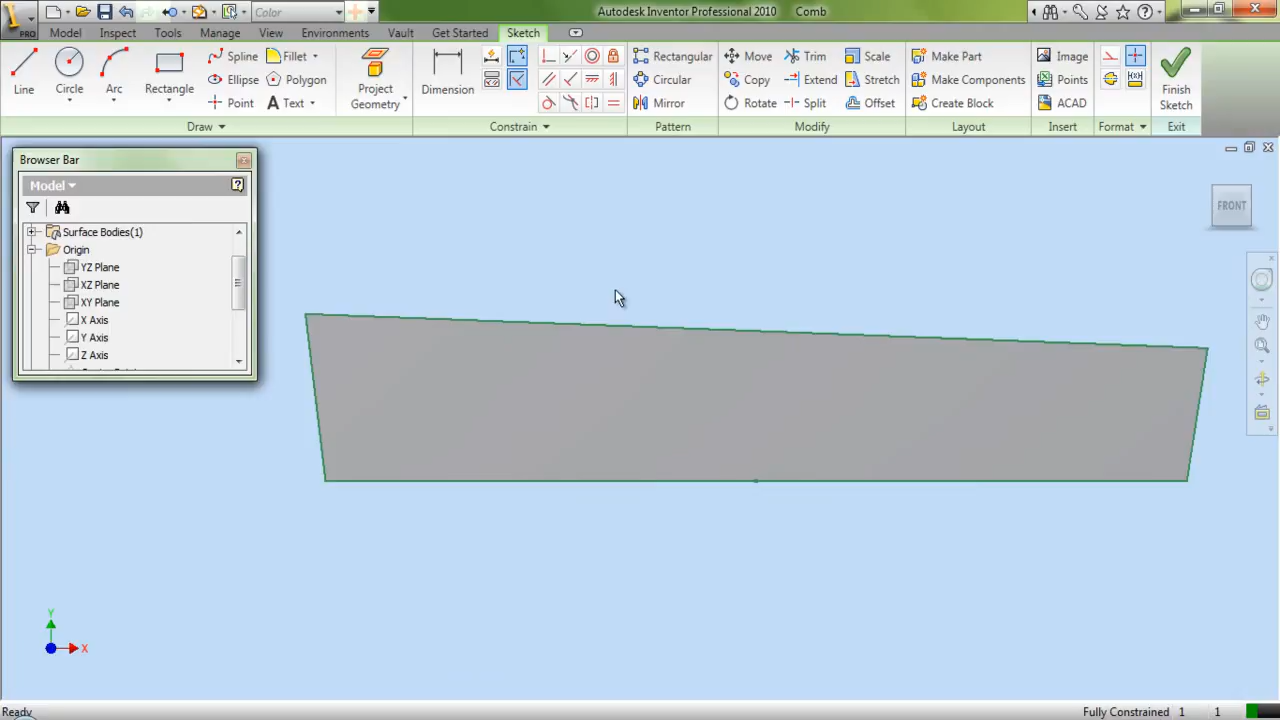 Color
Autodesk Inventor Professional 2010 Comb
PRO Model Inspect Tools Manage View Environments Vault Get Started Sketch
Line Circle Arc Rectangle
Spline Fillet
Ellipse Polygon
Point Text
Project Geometry
Dimension
Rectangular
Circular
Mirror
Move Trim Scale
Copy Extend Stretch
Rotate Split Offset
Make Part
Make Components
Create Block
Image
Points
ACAD
Finish Sketch
Draw Constrain Pattern Modify Layout Insert Format Exit
Browser Bar
Model
Surface Bodies(1)
Origin
YZ Plane
XZ Plane
XY Plane
X Axis
Y Axis
Z Axis
FRONT
Y
X
Ready Fully Constrained 1 1